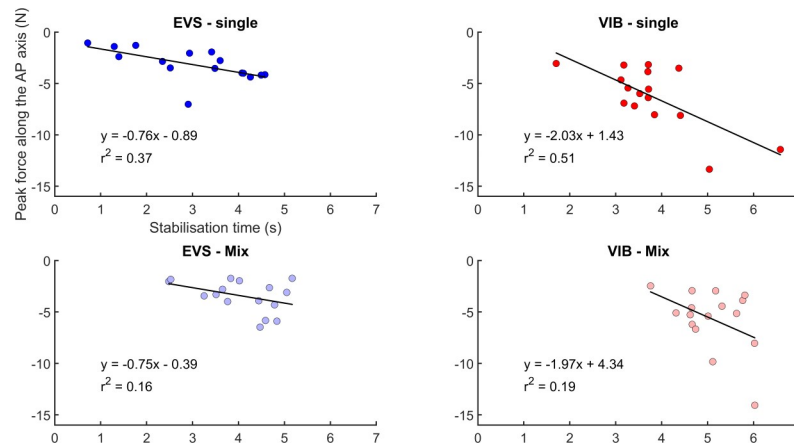 EVS - single
VIB - single
Peak force along the AP axis (N)
0
-5
-10
-15
y = -0.76x - 0.89
r² = 0.37
0 1 2 3 4 5 6 7
Stabilisation time (s)
0
-5
-10
-15
y = -2.03x + 1.43
r² = 0.51
0 1 2 3 4 5 6
EVS - Mix
VIB - Mix
0
-5
-10
-15
y = -0.75x - 0.39
r² = 0.16
0 1 2 3 4 5 6 7
0
-5
-10
-15
y = -1.97x + 4.34
r² = 0.19
0 1 2 3 4 5 6